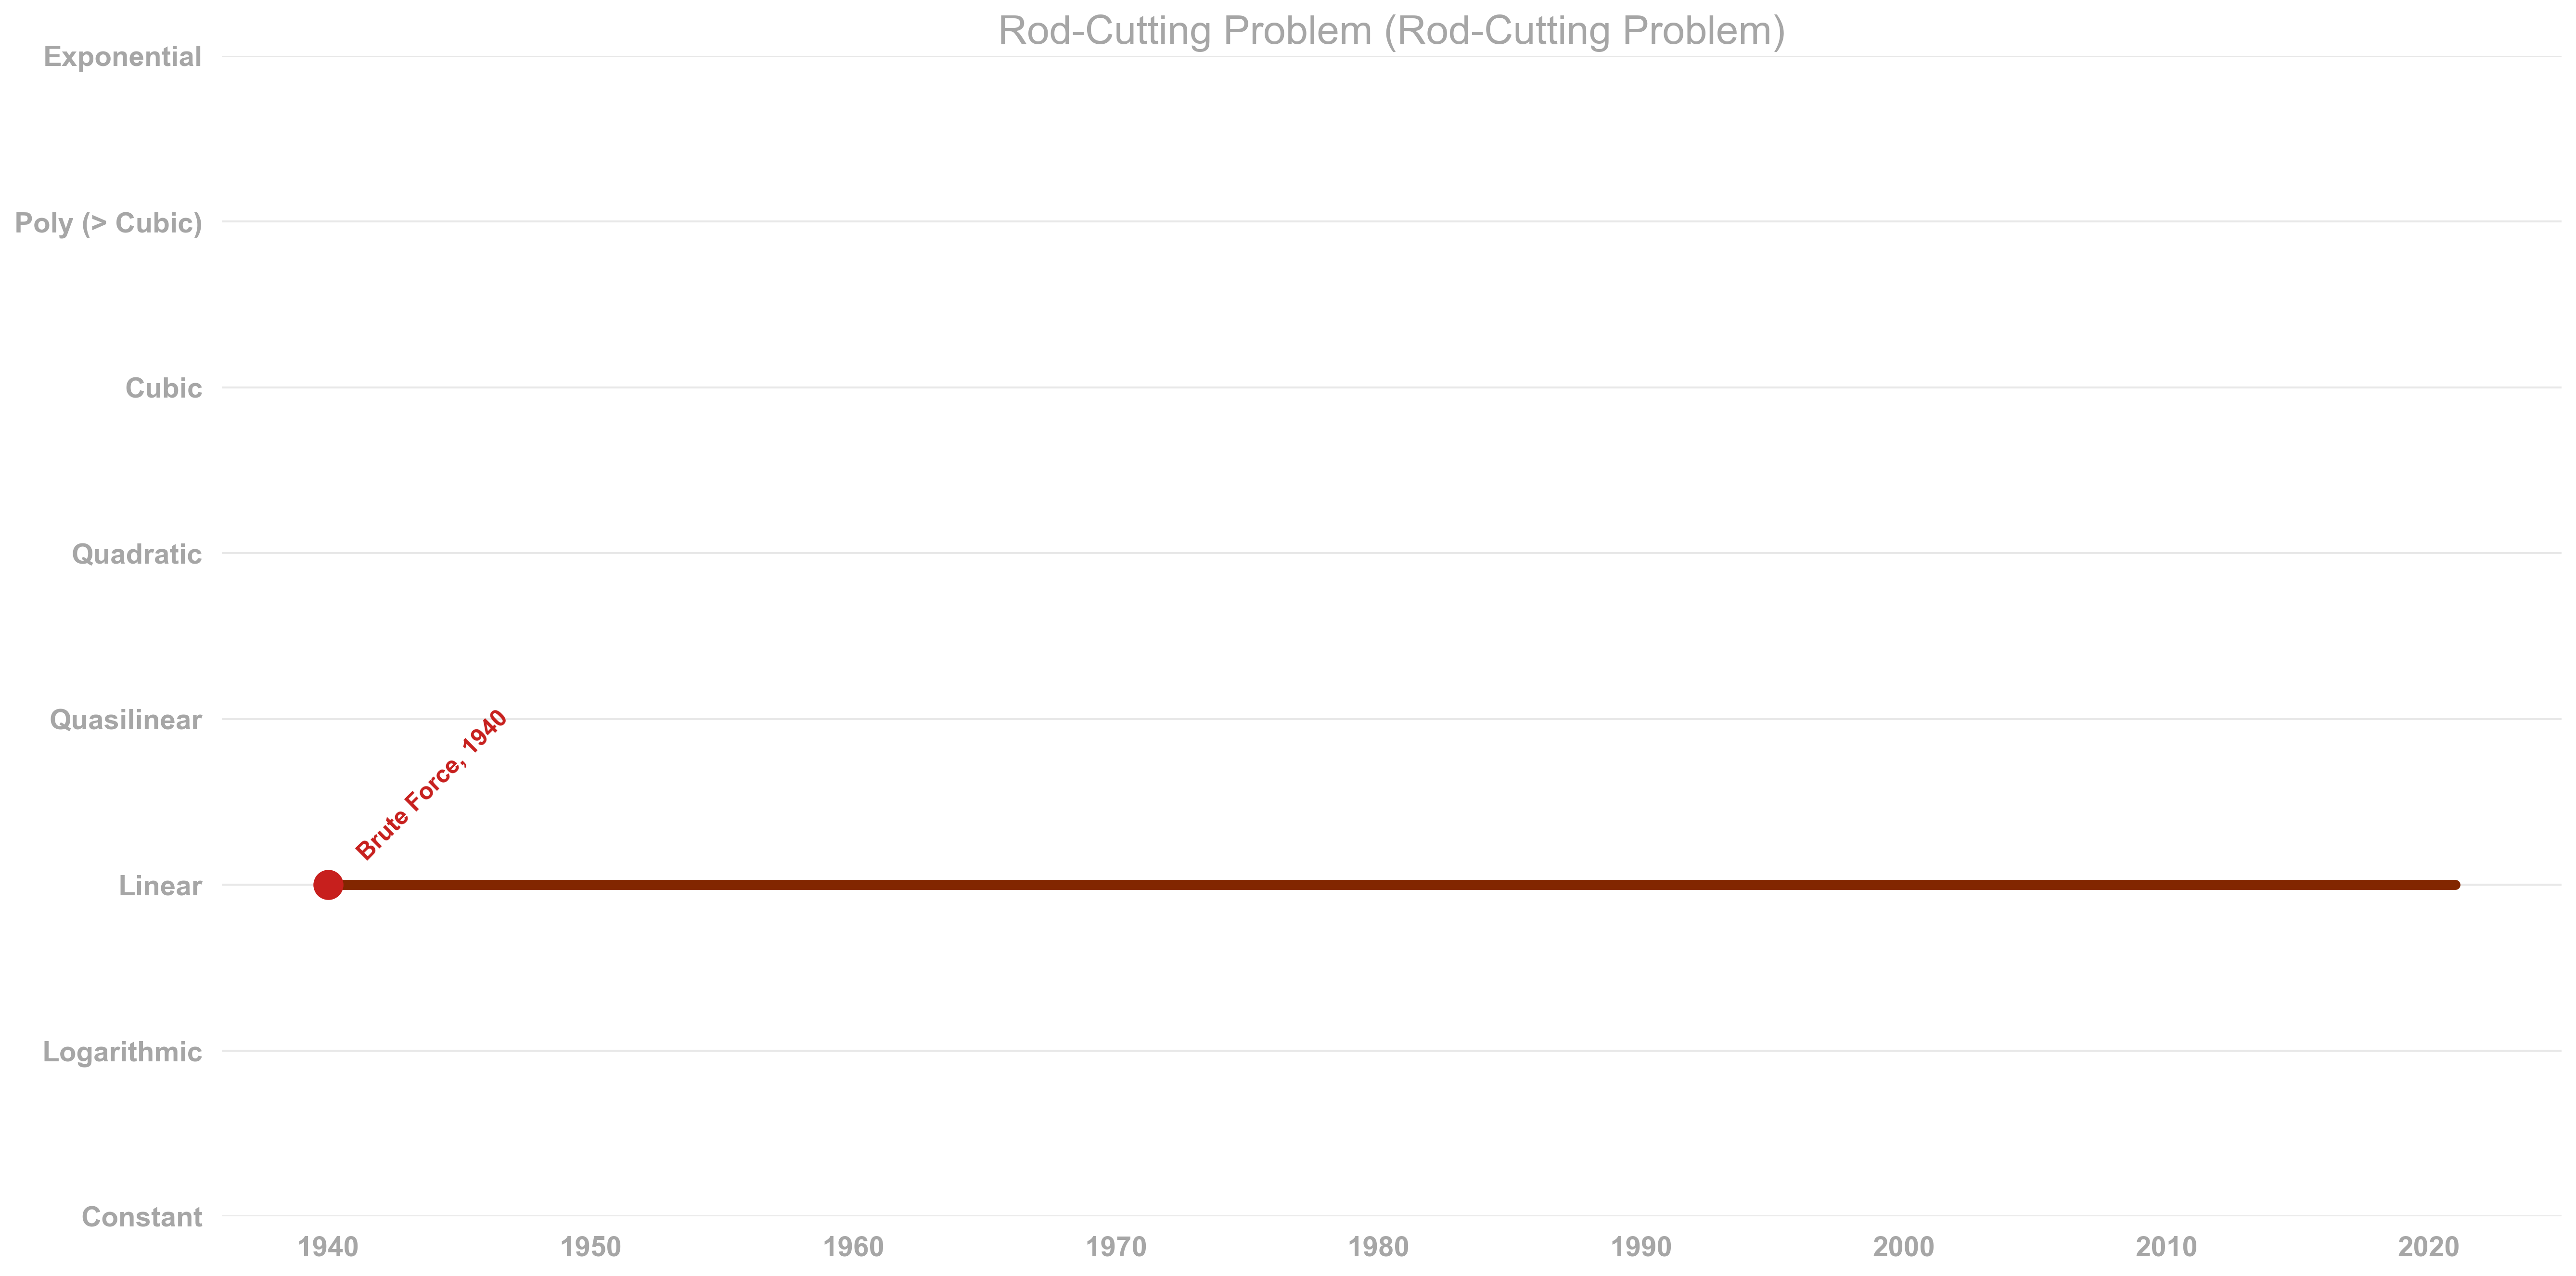 Rod-Cutting Problem (Rod-Cutting Problem)
Exponential
Poly (> Cubic)
Cubic
Quadratic
Quasilinear
Brute Force, 1940
Linear
Logarithmic
Constant
1940 1950 1960 1970 1980 1990 2000 2010 2020